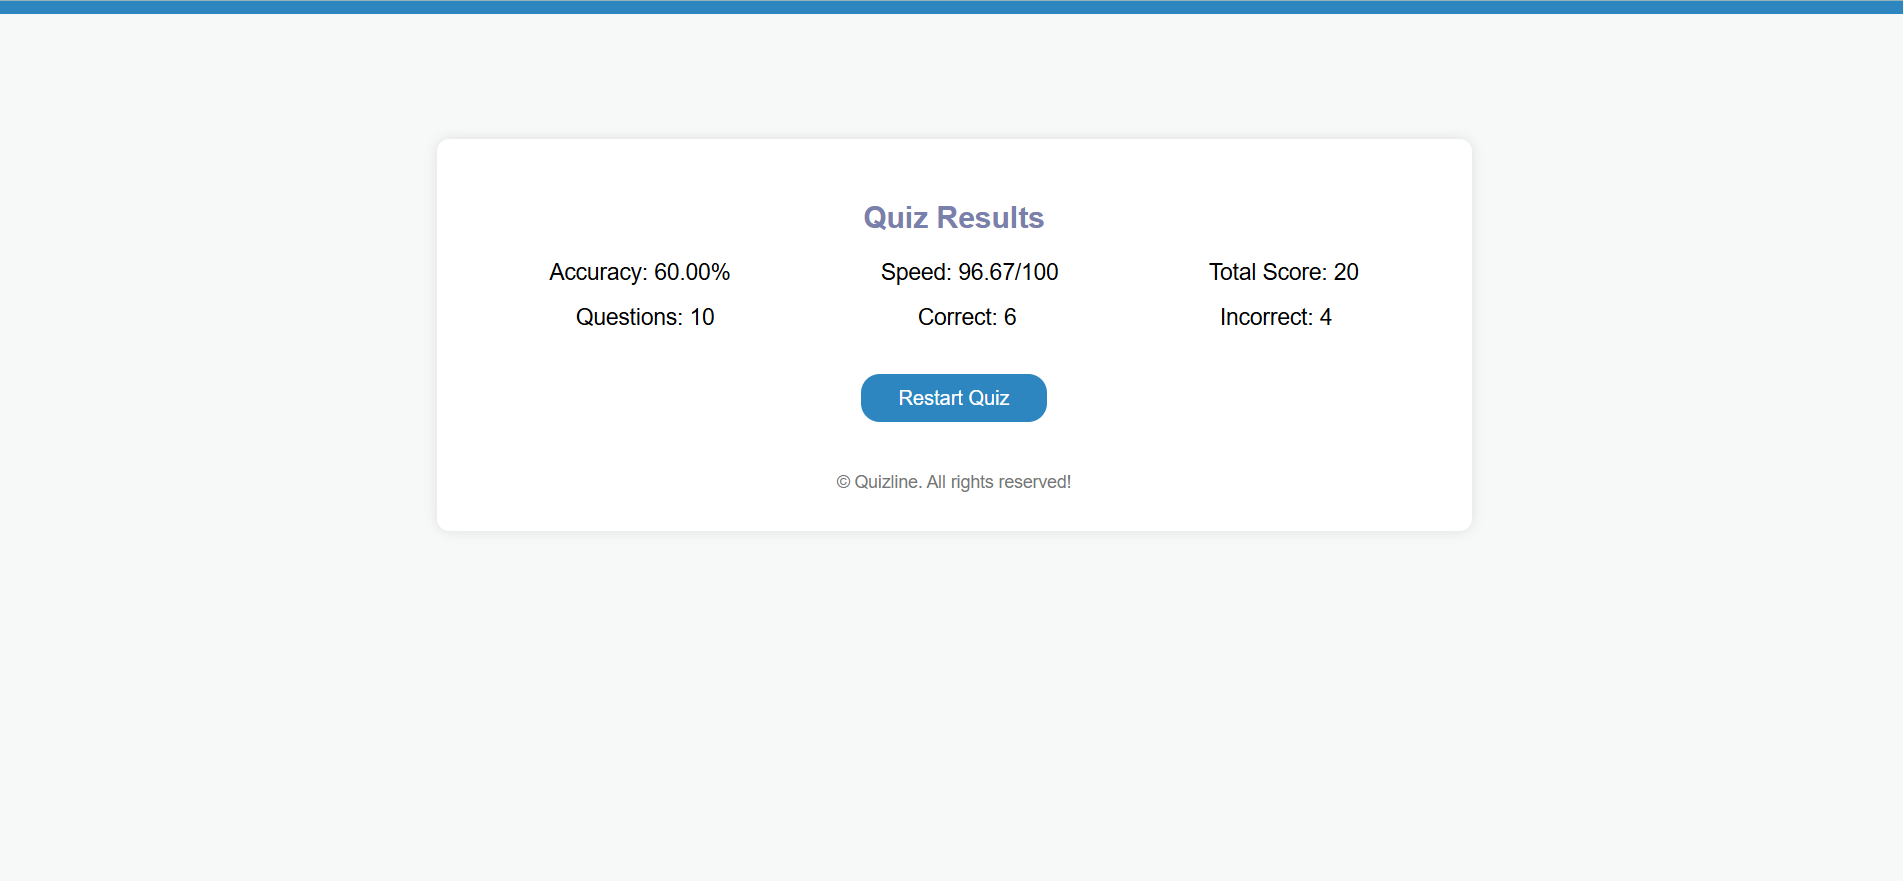 Quiz Results
Accuracy: 60.00% Speed: 96.67/100 Total Score: 20
Questions: 10 Correct: 6 Incorrect: 4
Restart Quiz
© Quizline. All rights reserved!